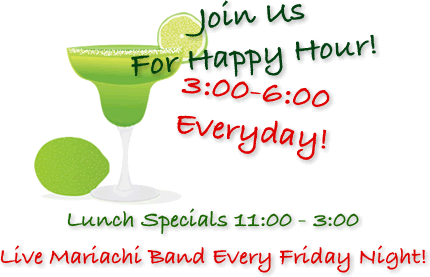 Join Us
For Happy Hour!
3:00-6:00
Everyday!
Lunch Specials 11:00 - 3:00
Live Mariachi Band Every Friday Night!